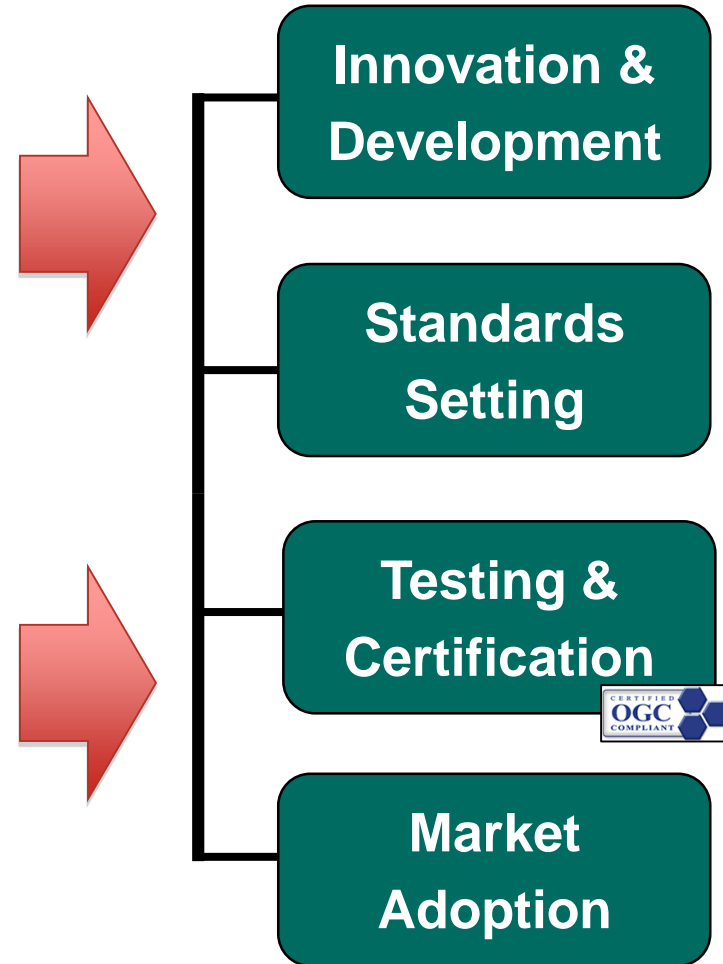 Innovation &
Development
Standards
Setting
Testing &
Certification
CERTIFIED
OGC
COMPLIANT
Market
Adoption